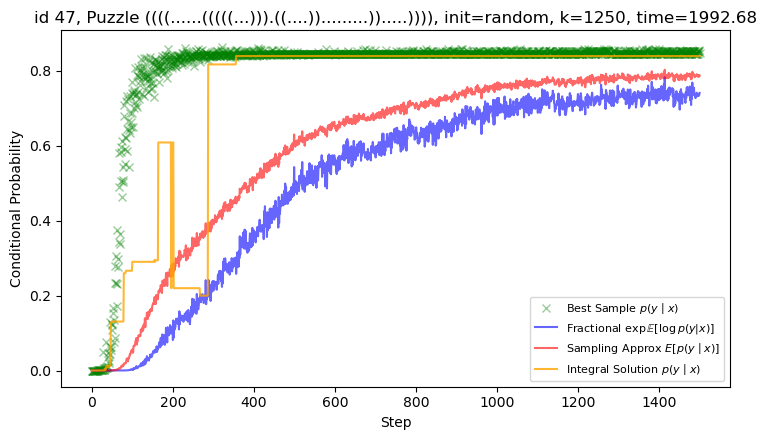 id 47, Puzzle ((((......(((((...))).((....)).........)).....)))), init=random, k=1250, time=1992.68
Conditional Probability
0.8
0.6
0.4
0.2
0.0
Best Sample p(y | x)
Fractional exp 𝔼[log p(y|x)]
Sampling Approx E[p(y | x)]
Integral Solution p(y | x)
0 200 400 600 800 1000 1200 1400
Step